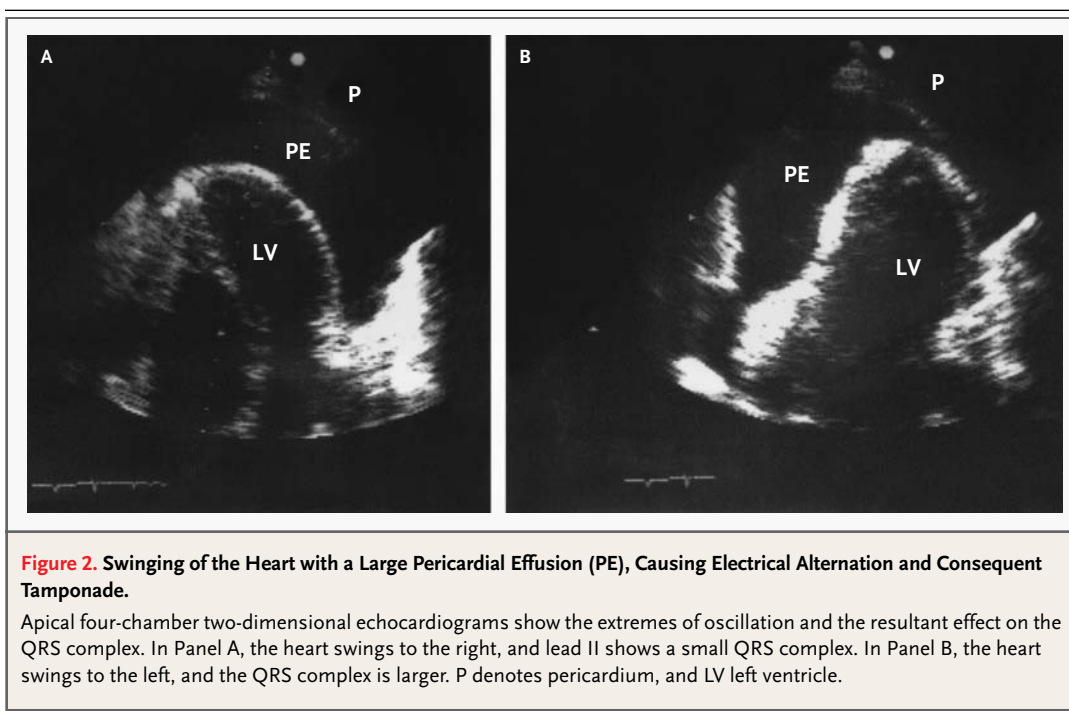 A
P
PE
LV
B
P
PE
LV
Figure 2. Swinging of the Heart with a Large Pericardial Effusion (PE), Causing Electrical Alternation and Consequent
Tamponade.
Apical four-chamber two-dimensional echocardiograms show the extremes of oscillation and the resultant effect on the
QRS complex. In Panel A, the heart swings to the right, and lead II shows a small QRS complex. In Panel B, the heart
swings to the left, and the QRS complex is larger. P denotes pericardium, and LV left ventricle.